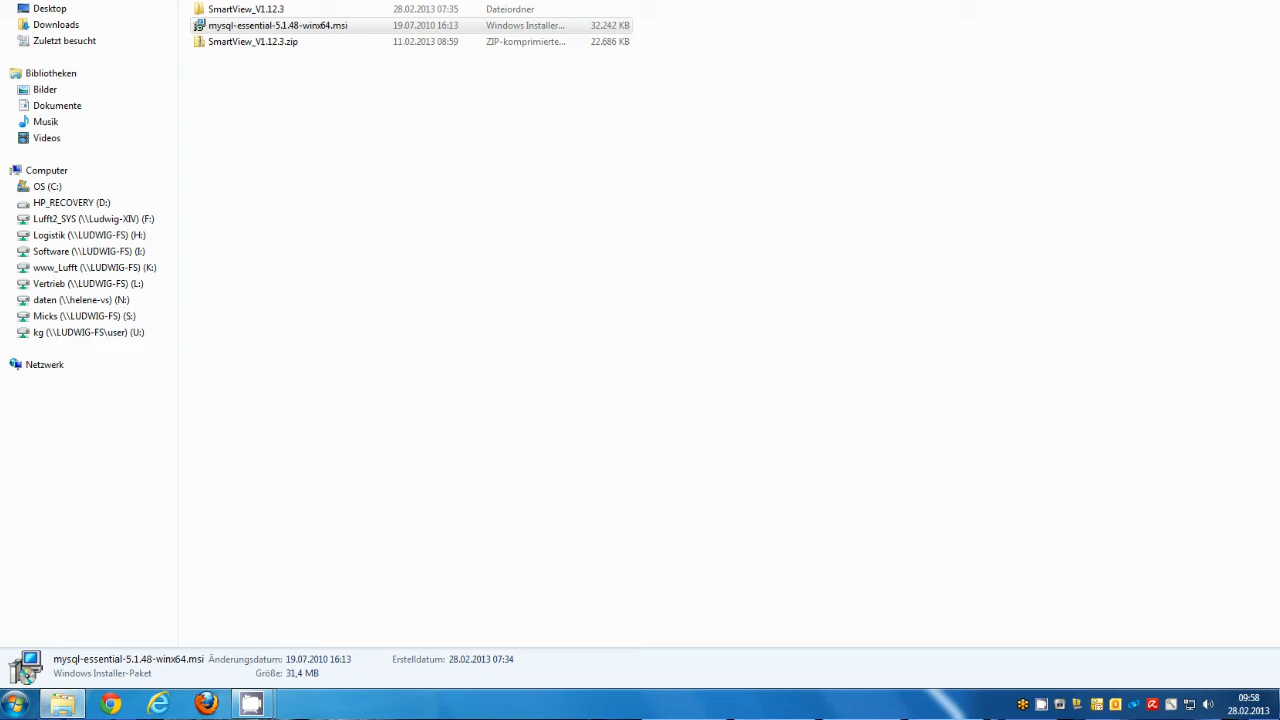 Desktop
Downloads
Zuletzt besucht
Bibliotheken
Bilder
Dokumente
Musik
Videos
Computer
OS (C:)
HP_RECOVERY (D:)
Lufft2_SYS (\\Ludwig-XIV) (F:)
Logistik (\\LUDWIG-FS) (H:)
Software (\\LUDWIG-FS) (I:)
www_Lufft (\\LUDWIG-FS) (K:)
Vertrieb (\\LUDWIG-FS) (L:)
daten (\\helene-vs) (N:)
Micks (\\LUDWIG-FS) (S:)
kg (\\LUDWIG-FS\user) (U:)
Netzwerk
SmartView_V1.12.3 28.02.2013 07:35 Dateiordner
mysql-essential-5.1.48-winx64.msi 19.07.2010 16:13 Windows Installer... 32.242 KB
SmartView_V1.12.3.zip 11.02.2013 08:59 ZIP-komprimierte... 22.686 KB
mysql-essential-5.1.48-winx64.msi Änderungsdatum: 19.07.2010 16:13 Erstelldatum: 28.02.2013 07:34
Windows Installer-Paket Größe: 31,4 MB
09:58
28.02.2013